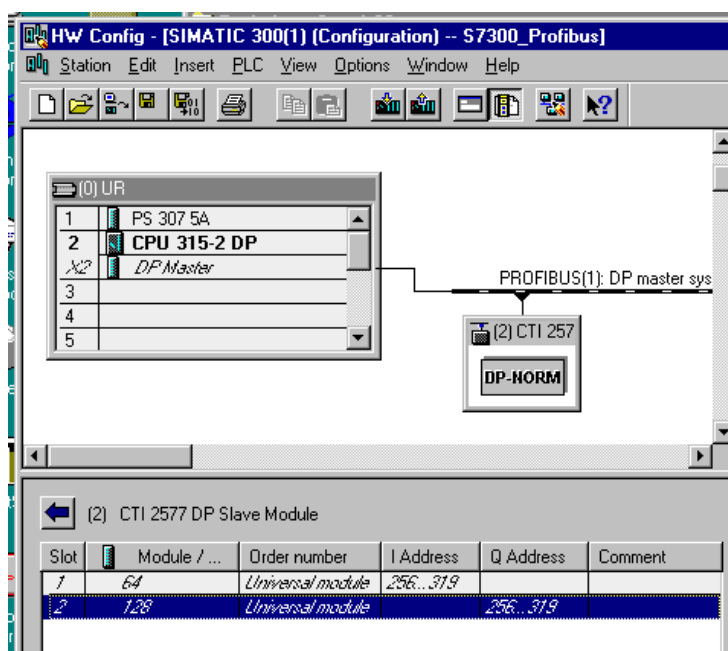 HW Config - [SIMATIC 300(1) (Configuration) -- S7300_Profibus]
Station Edit Insert PLC View Options Window Help
(0) UR
1 PS 307 5A
2 CPU 315-2 DP
X2 DP Master
3
4
5
PROFIBUS(1): DP master sys
(2) CTI 257
DP-NORM
(2) CTI 2577 DP Slave Module
Slot Module / ... Order number I Address Q Address Comment
1 64 Universal module 256...319
2 128 Universal module 256...319